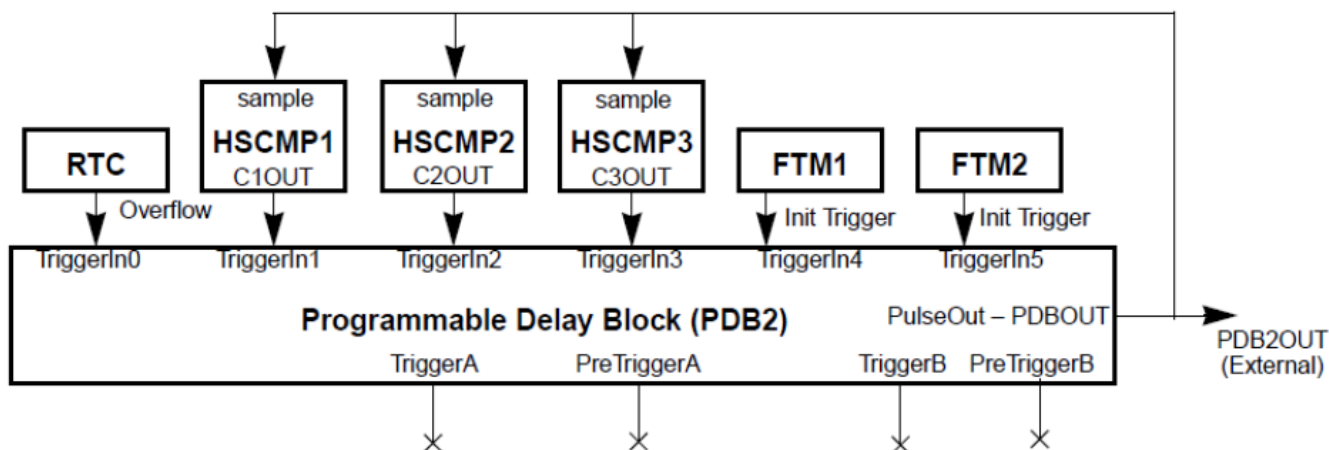 sample
sample
sample
RTC
HSCMP1
HSCMP2
HSCMP3
FTM1
FTM2
C1OUT
C2OUT
C3OUT
Overflow
Init Trigger
Init Trigger
TriggerIn0
TriggerIn1
TriggerIn2
TriggerIn3
TriggerIn4
TriggerIn5
Programmable Delay Block (PDB2)
PulseOut – PDBOUT
PDB2OUT
(External)
TriggerA
PreTriggerA
TriggerB
PreTriggerB